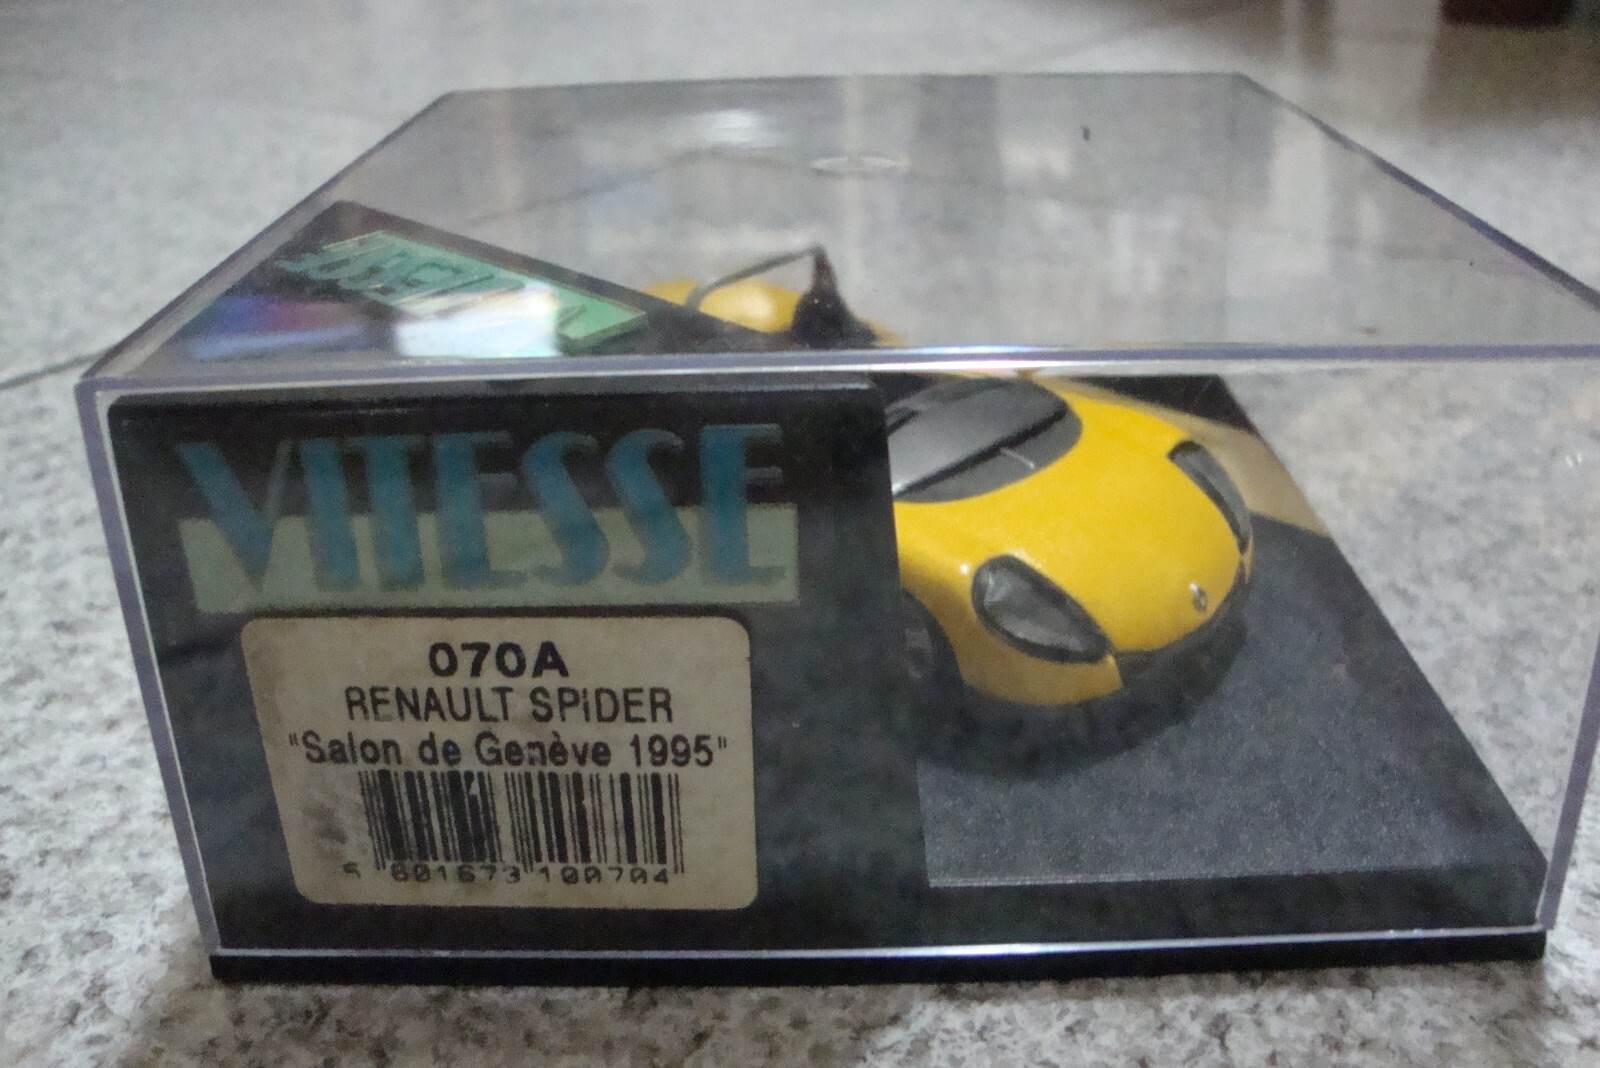 VITESSE
070A
RENAULT SPIDER
"Salon de Genève 1995"
5 601673 100704